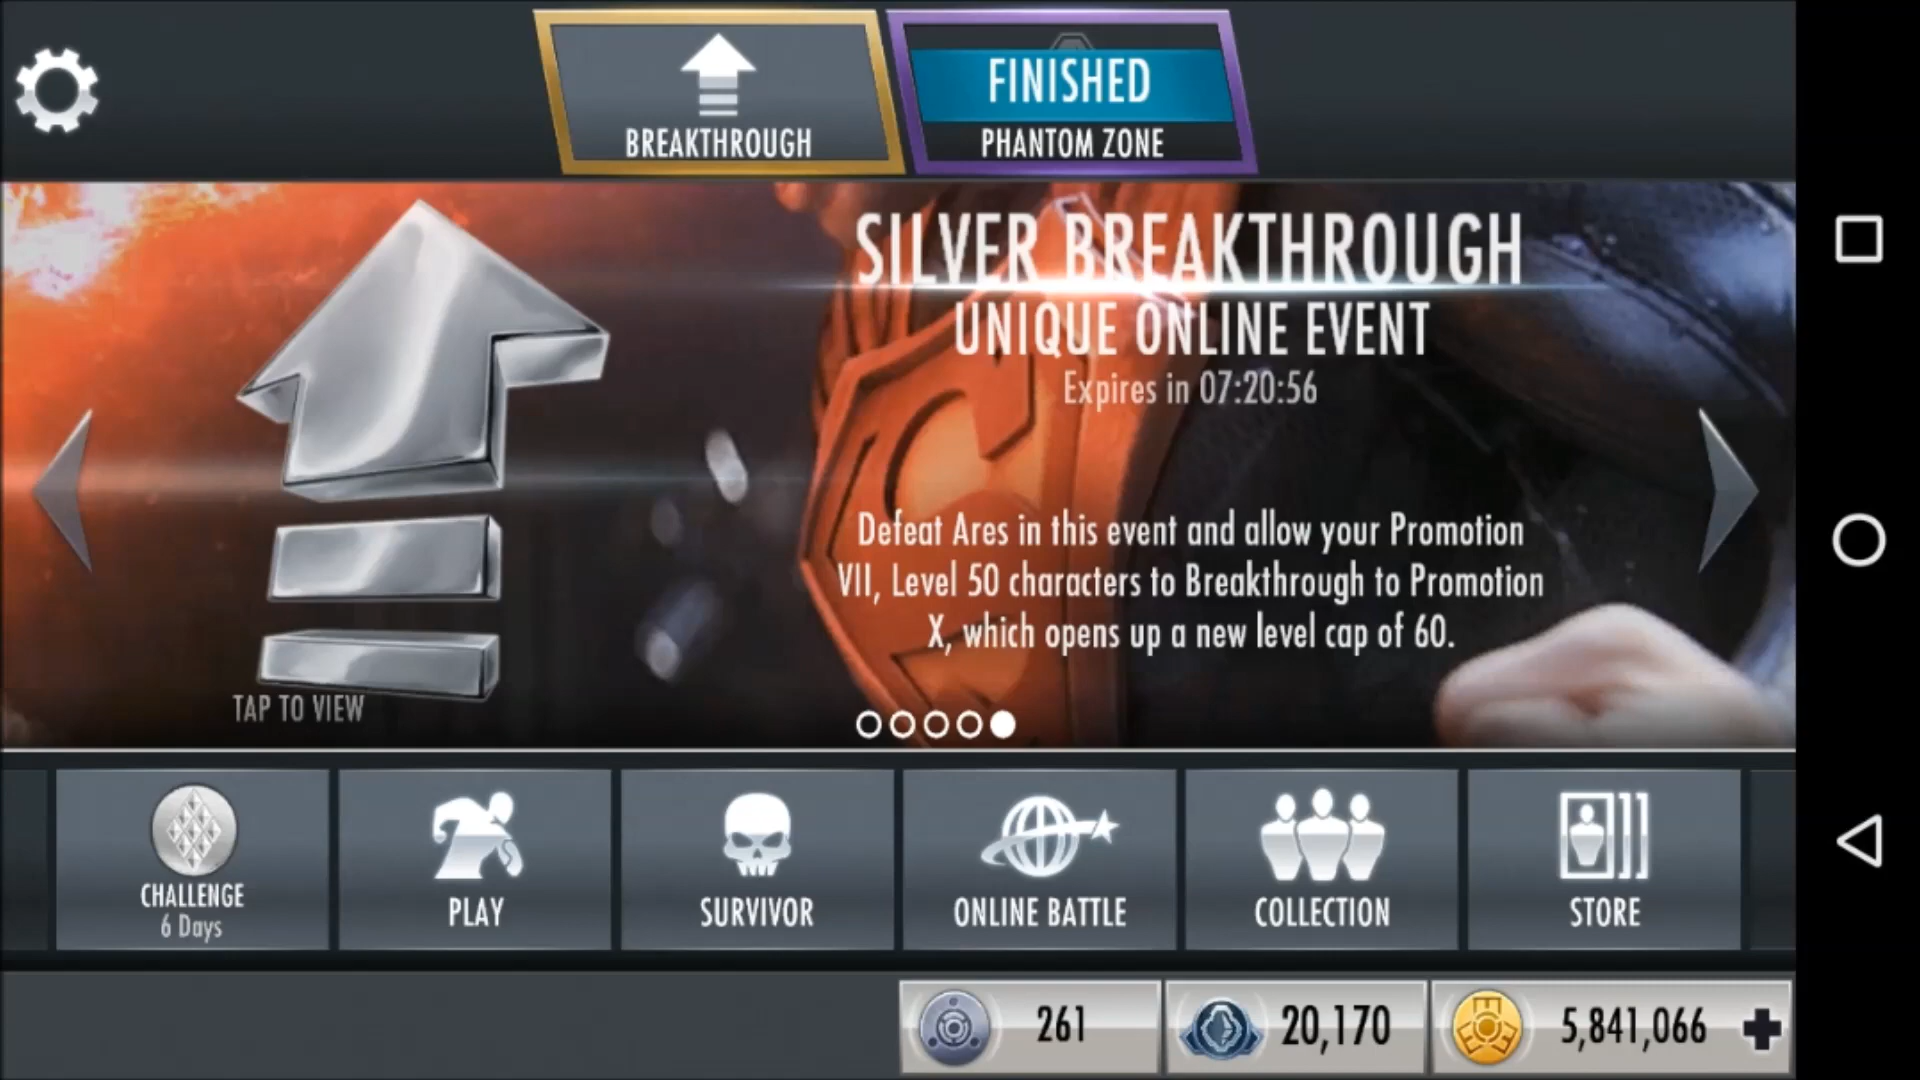 BREAKTHROUGH
FINISHED
PHANTOM ZONE
SILVER BREAKTHROUGH
UNIQUE ONLINE EVENT
Expires in 07:20:56
Defeat Ares in this event and allow your Promotion
VII, Level 50 characters to Breakthrough to Promotion
X, which opens up a new level cap of 60.
TAP TO VIEW
CHALLENGE
6 Days
PLAY
SURVIVOR
ONLINE BATTLE
COLLECTION
STORE
261
20,170
5,841,066